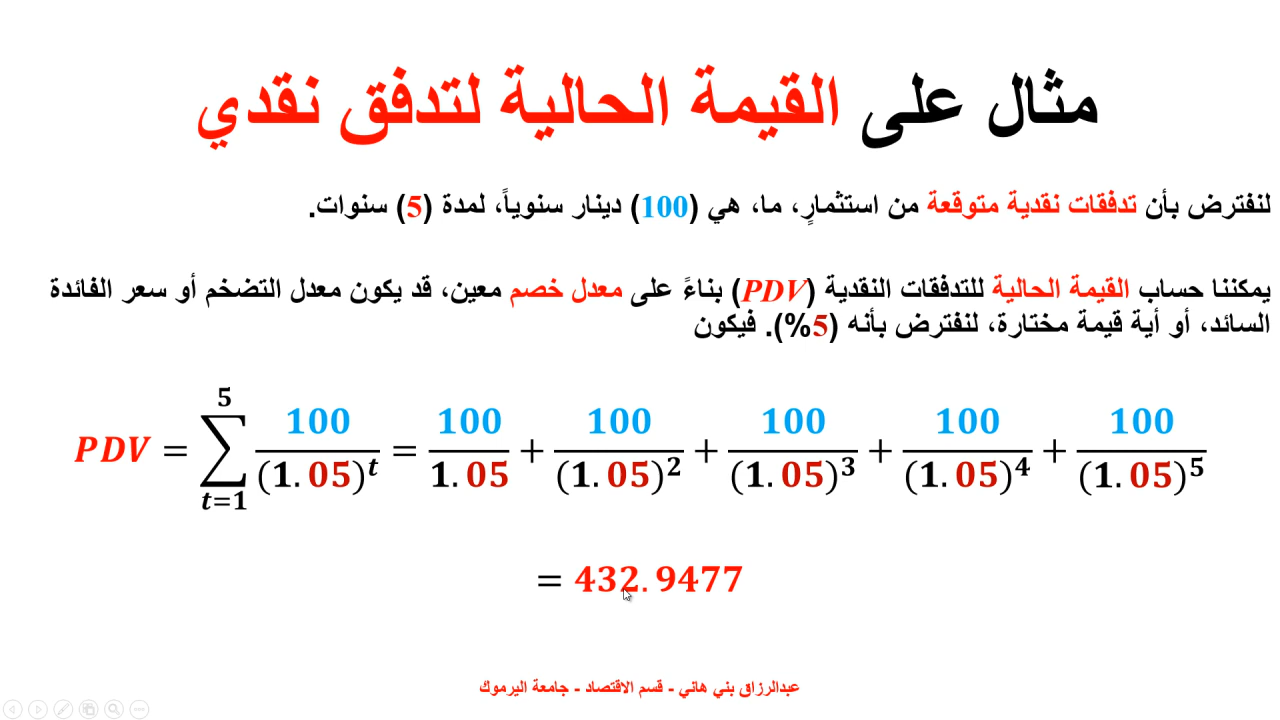 مثال على القيمة الحالية لتدفق نقدي
لنفترض بأن تدفقات نقدية متوقعة من استثمارٍ، ما، هي (100) دينار سنوياً، لمدة (5) سنوات.
يمكننا حساب القيمة الحالية للتدفقات النقدية (PDV) بناءً على معدل خصم معين، قد يكون معدل التضخم أو سعر الفائدة
السائد، أو أية قيمة مختارة، لنفترض بأنه (5%). فيكون
PDV = ∑_{t=1}^{5} 100/(1.05)^t = 100/1.05 + 100/(1.05)^2 + 100/(1.05)^3 + 100/(1.05)^4 + 100/(1.05)^5
= 432.9477
عبدالرزاق بني هاني - قسم الاقتصاد - جامعة اليرموك